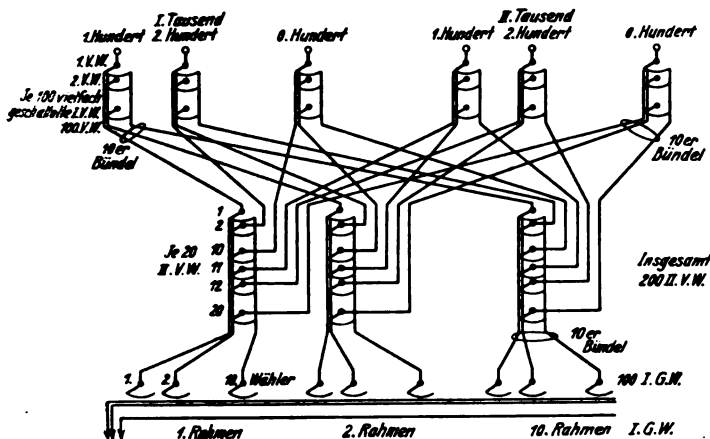 I. Tausend
II. Tausend
1. Hundert
2. Hundert
0. Hundert
1. Hundert
2. Hundert
0. Hundert
1. V.W.
2. V.W.
Je 100 vielfach
geschaltete I. V.W.
100. V.W.
10er
Bündel
10er
Bündel
1
2
Je 20
II. V.W.
10
11
12
20
Insgesamt
200 II. V.W.
10er
Bündel
1.
2.
10. Wähler
100 I. G.W.
1. Rahmen
2. Rahmen
10. Rahmen
I. G.W.